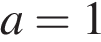 a = 1